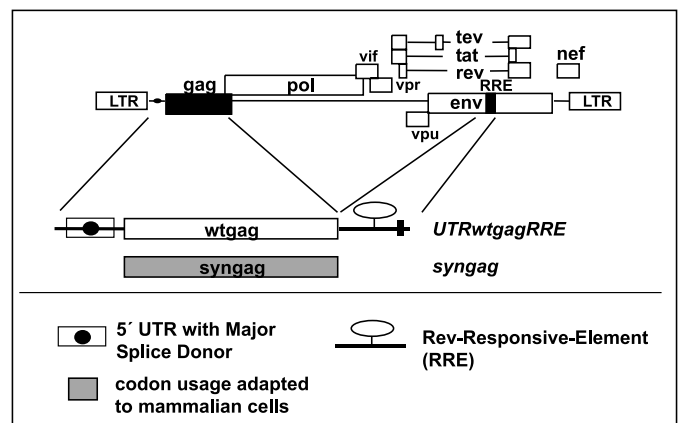 tev
vif
tat
nef
gag
pol
vpr
rev
RRE
LTR
env
LTR
vpu
wtgag
UTRwtgagRRE
syngag
syngag
5´ UTR with Major
Splice Donor
Rev-Responsive-Element
(RRE)
codon usage adapted
to mammalian cells